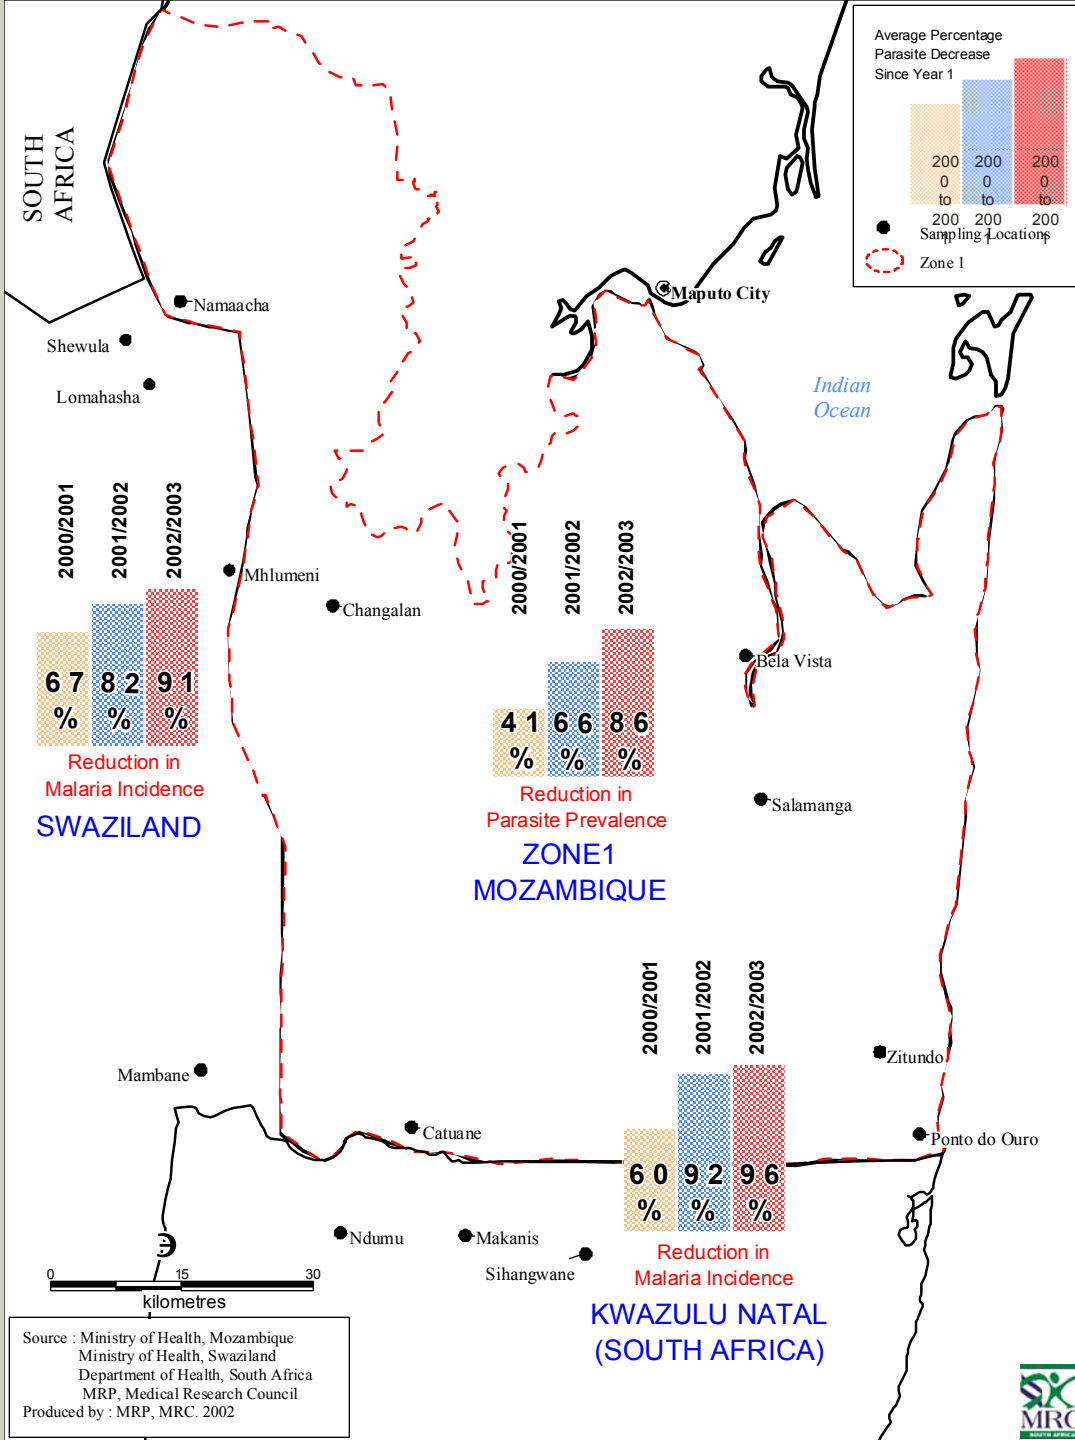 Average Percentage
Parasite Decrease
Since Year 1
200
0
to
200
1
200
0
to
200
1
200
0
to
200
1
Sampling Locations
Zone 1
SOUTH
AFRICA
Maputo City
Namaacha
Shewula
Lomahasha
Indian
Ocean
2000/2001
2001/2002
2002/2003
Mhlumeni
Changalan
67
%
82
%
91
%
Reduction in
Malaria Incidence
SWAZILAND
2000/2001
2001/2002
2002/2003
Bela Vista
41
%
66
%
86
%
Reduction in
Parasite Prevalence
ZONE1
MOZAMBIQUE
Salamanga
2000/2001
2001/2002
2002/2003
Zitundo
Mambane
Catuane
Ponto do Ouro
60
%
92
%
96
%
Reduction in
Malaria Incidence
KWAZULU NATAL
(SOUTH AFRICA)
Ndumu
Makanis
Sihangwane
0 15 30
kilometres
Source : Ministry of Health, Mozambique
Ministry of Health, Swaziland
Department of Health, South Africa
MRP, Medical Research Council
Produced by : MRP, MRC. 2002
MRC
SOUTH AFRICA